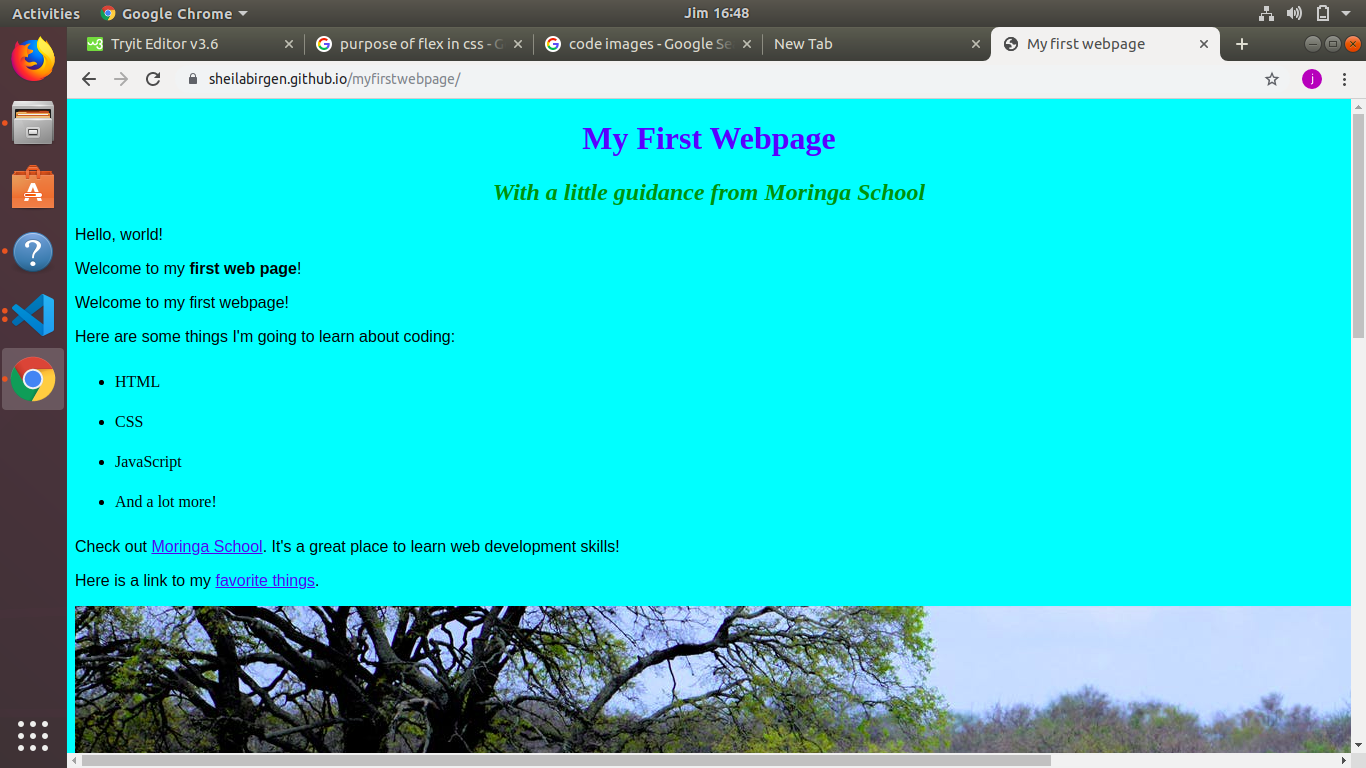 Activities
Google Chrome
Jim 16:48
Tryit Editor v3.6
purpose of flex in css - G
code images - Google Se
New Tab
My first webpage
sheilabirgen.github.io/myfirstwebpage/
j
My First Webpage
With a little guidance from Moringa School
Hello, world!
Welcome to my first web page!
Welcome to my first webpage!
Here are some things I'm going to learn about coding:
• HTML
• CSS
• JavaScript
• And a lot more!
Check out Moringa School. It's a great place to learn web development skills!
Here is a link to my favorite things.